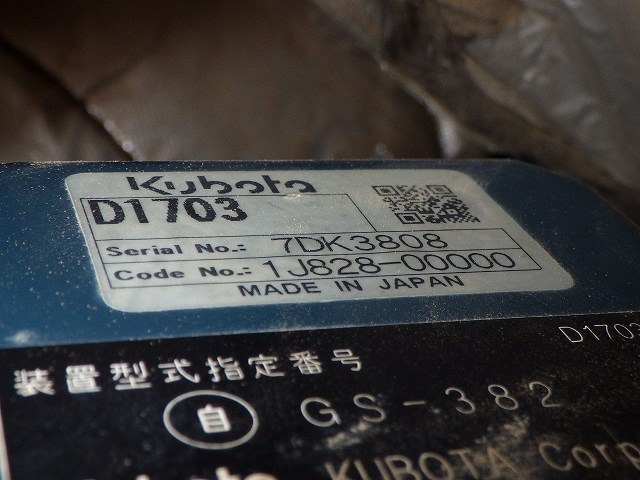 Kubota
D1703
Serial No.: 7DK3808
Code No.: 1J828-00000
MADE IN JAPAN
D1703
装置型式指定番号
自 GS-382
KUBOTA Corp